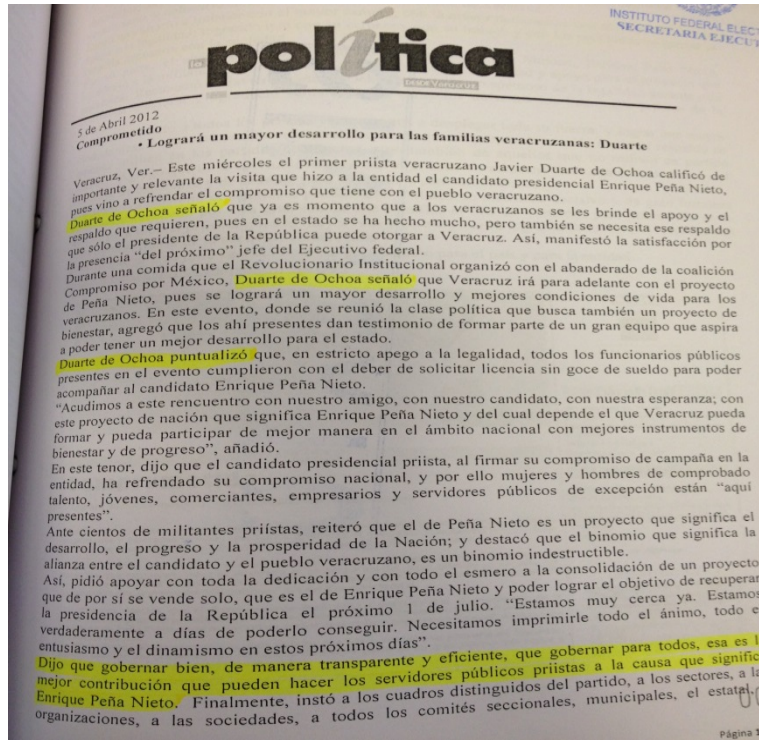 INSTITUTO FEDERAL ELECT
SECRETARIA EJECUT
la política
5 de Abril 2012
Comprometido
• Logrará un mayor desarrollo para las familias veracruzanas: Duarte
Veracruz, Ver.– Este miércoles el primer priista veracruzano Javier Duarte de Ochoa calificó de
importante y relevante la visita que hizo a la entidad el candidato presidencial Enrique Peña Nieto,
pues vino a refrendar el compromiso que tiene con el pueblo veracruzano.
Duarte de Ochoa señaló que ya es momento que a los veracruzanos se les brinde el apoyo y el
respaldo que requieren, pues en el estado se ha hecho mucho, pero también se necesita ese respaldo
que sólo el presidente de la República puede otorgar a Veracruz. Así, manifestó la satisfacción por
la presencia “del próximo” jefe del Ejecutivo federal.
Durante una comida que el Revolucionario Institucional organizó con el abanderado de la coalición
Compromiso por México, Duarte de Ochoa señaló que Veracruz irá para adelante con el proyecto
de Peña Nieto, pues se logrará un mayor desarrollo y mejores condiciones de vida para los
veracruzanos. En este evento, donde se reunió la clase política que busca también un proyecto de
bienestar, agregó que los ahí presentes dan testimonio de formar parte de un gran equipo que aspira
a poder tener un mejor desarrollo para el estado.
Duarte de Ochoa puntualizó que, en estricto apego a la legalidad, todos los funcionarios públicos
presentes en el evento cumplieron con el deber de solicitar licencia sin goce de sueldo para poder
acompañar al candidato Enrique Peña Nieto.
“Acudimos a este rencuentro con nuestro amigo, con nuestro candidato, con nuestra esperanza; con
este proyecto de nación que significa Enrique Peña Nieto y del cual depende el que Veracruz pueda
formar y pueda participar de mejor manera en el ámbito nacional con mejores instrumentos de
bienestar y de progreso”, añadió.
En este tenor, dijo que el candidato presidencial priista, al firmar su compromiso de campaña en la
entidad, ha refrendado su compromiso nacional, y por ello mujeres y hombres de comprobado
talento, jóvenes, comerciantes, empresarios y servidores públicos de excepción están “aquí
presentes”.
Ante cientos de militantes priístas, reiteró que el de Peña Nieto es un proyecto que significa el
desarrollo, el progreso y la prosperidad de la Nación; y destacó que el binomio que significa la
alianza entre el candidato y el pueblo veracruzano, es un binomio indestructible.
Así, pidió apoyar con toda la dedicación y con todo el esmero a la consolidación de un proyecto
que de por sí se vende solo, que es el de Enrique Peña Nieto y poder lograr el objetivo de recuperar
la presidencia de la República el próximo 1 de julio. “Estamos muy cerca ya. Estamos
verdaderamente a días de poderlo conseguir. Necesitamos imprimirle todo el ánimo, todo e
entusiasmo y el dinamismo en estos próximos días”.
Dijo que gobernar bien, de manera transparente y eficiente, que gobernar para todos, esa es l
mejor contribución que pueden hacer los servidores públicos priistas a la causa que signific
Enrique Peña Nieto. Finalmente, instó a los cuadros distinguidos del partido, a los sectores, a la
organizaciones, a las sociedades, a todos los comités seccionales, municipales, el estatal,
Página 1